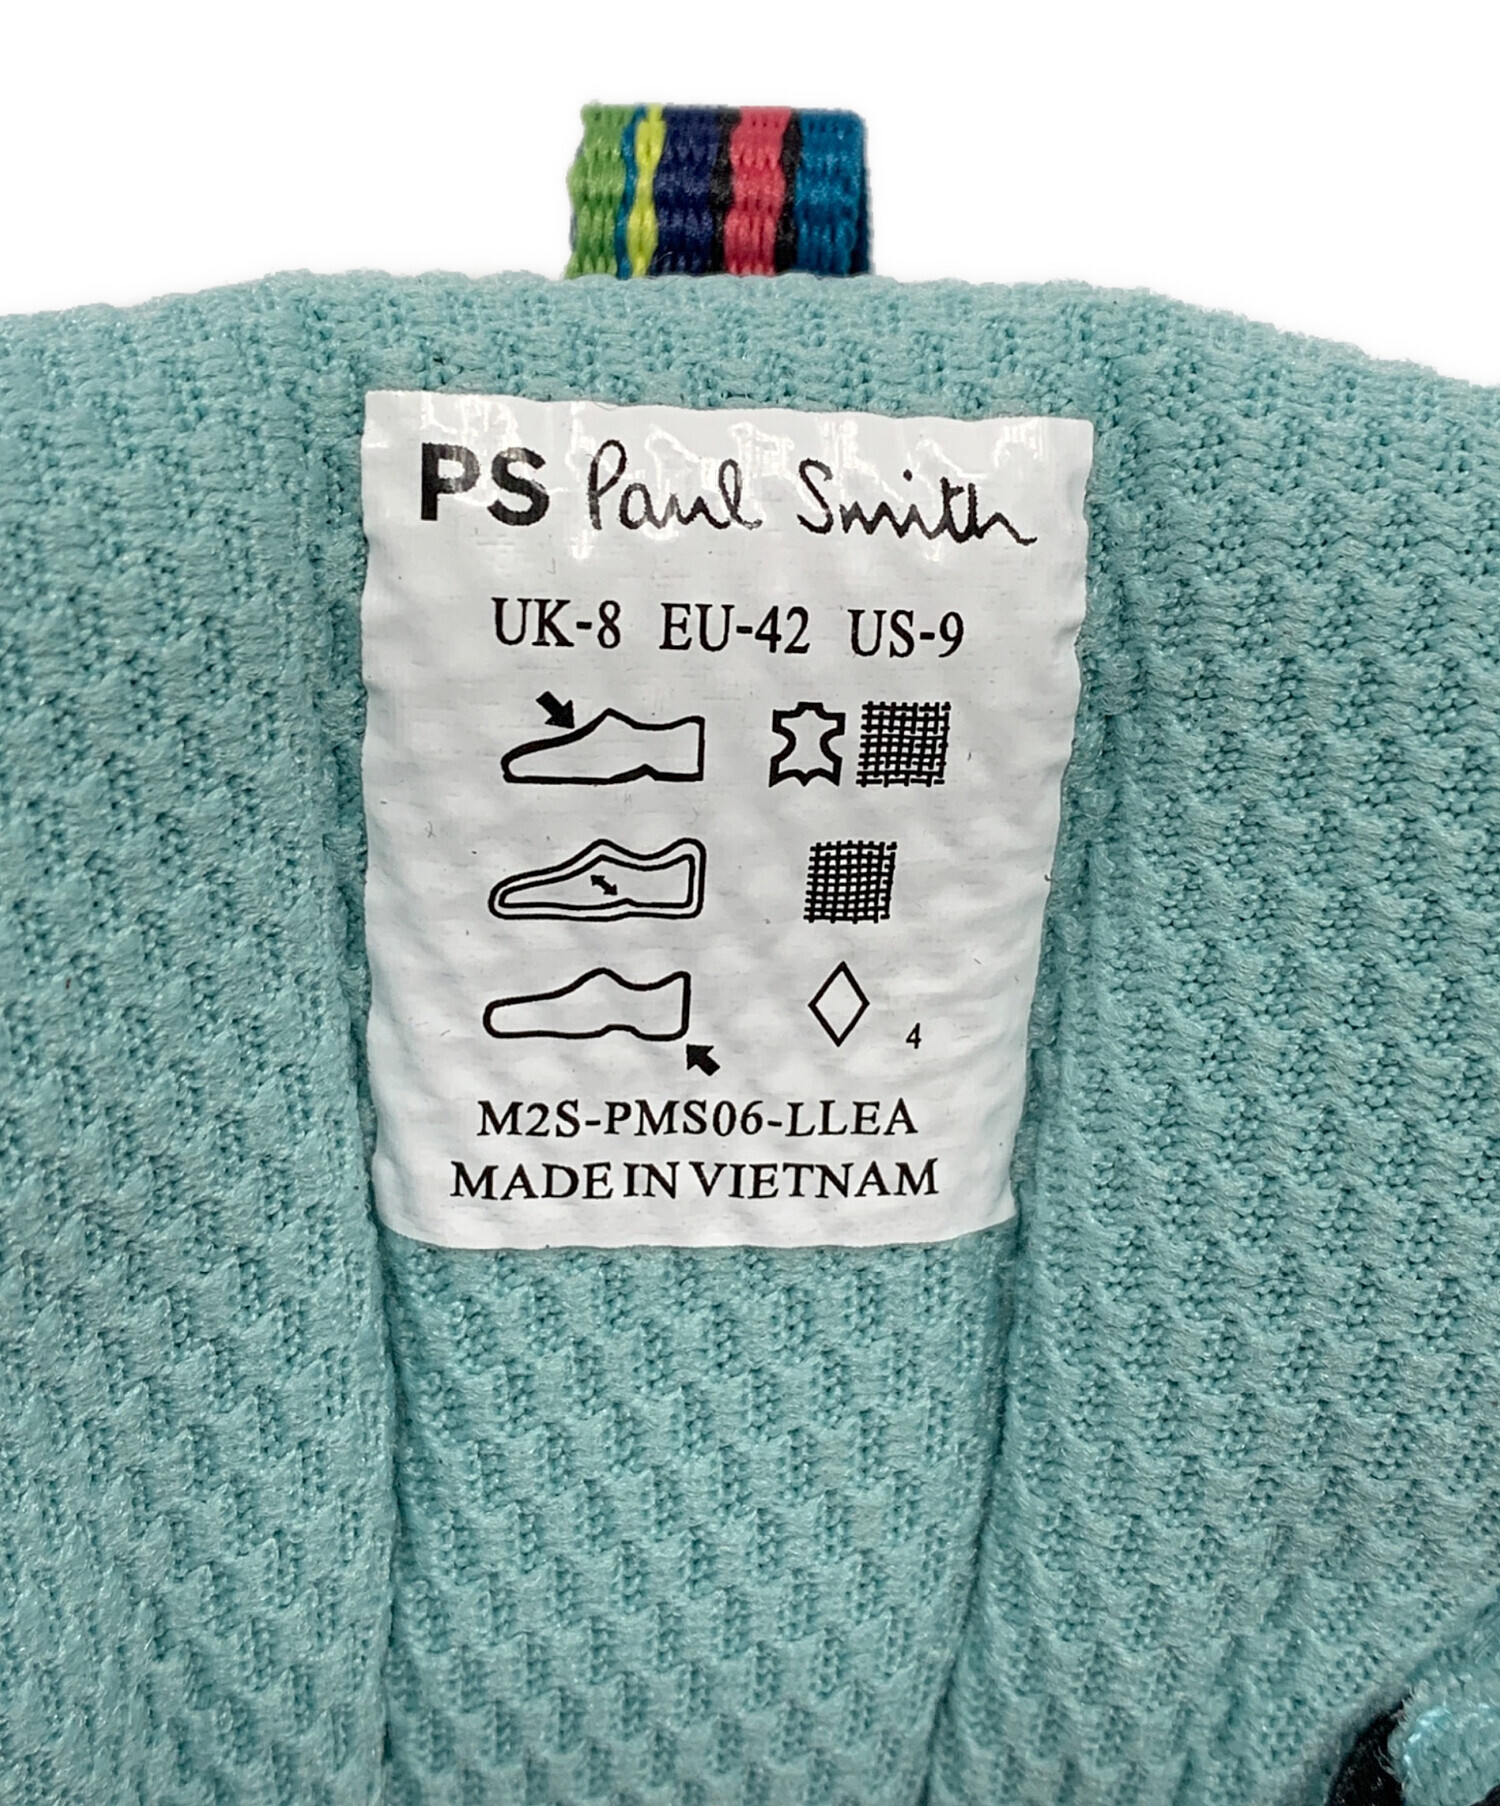 PS Paul Smith
UK-8 EU-42 US-9
4
M2S-PMS06-LLEA
MADE IN VIETNAM